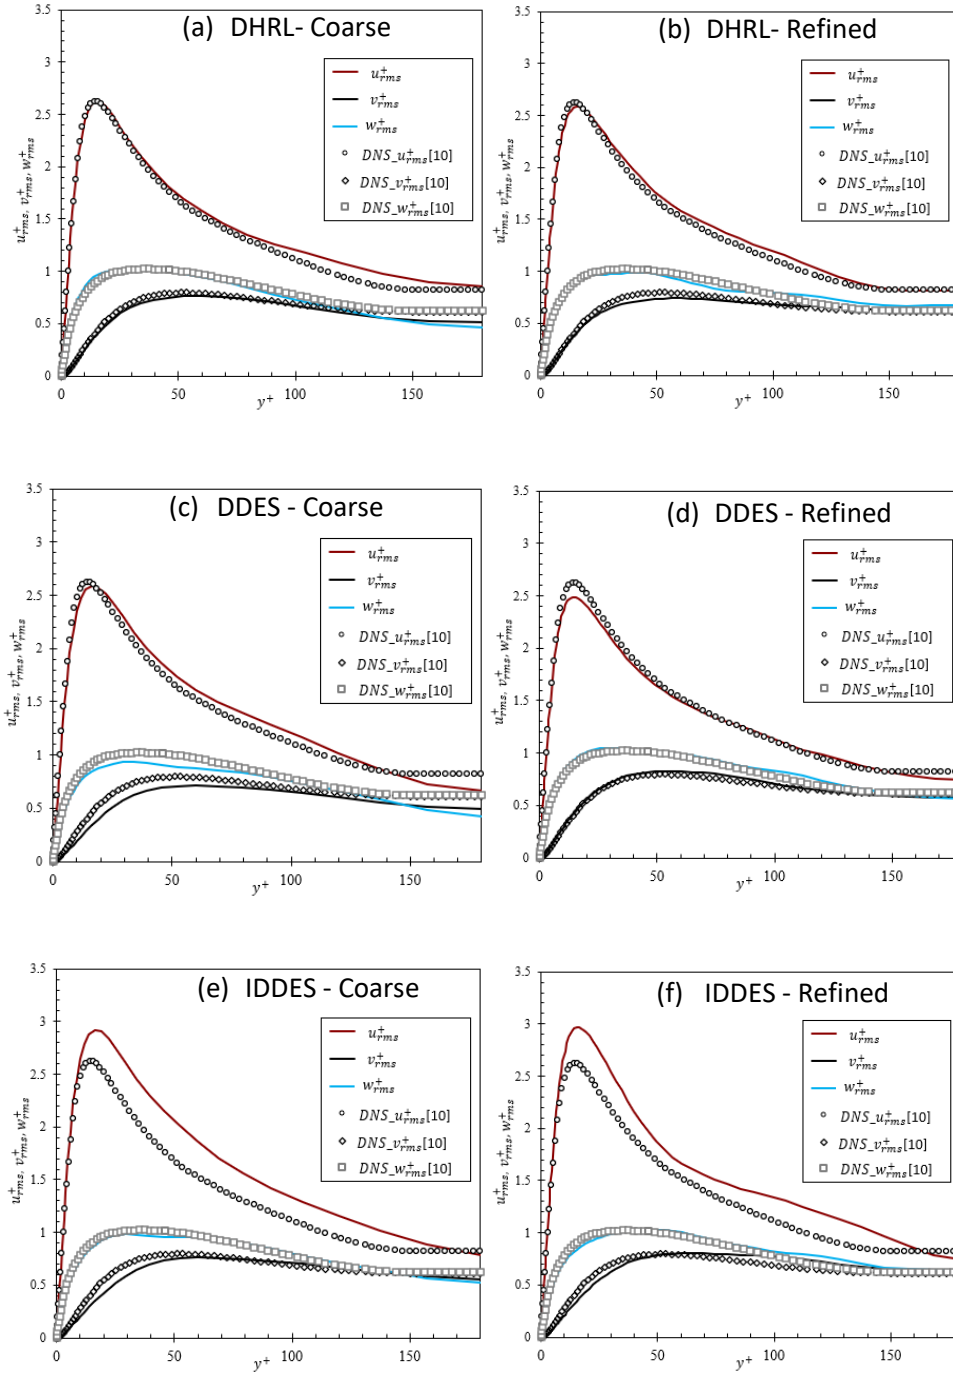 (a) DHRL- Coarse
3.5
3
2.5
2
1.5
1
0.5
0
u⁺rms, v⁺rms, w⁺rms
u⁺rms
v⁺rms
w⁺rms
DNS_u⁺rms[10]
DNS_v⁺rms[10]
DNS_w⁺rms[10]
0 50 100 150
y⁺
(b) DHRL- Refined
3.5
3
2.5
2
1.5
1
0.5
0
u⁺rms, v⁺rms, w⁺rms
u⁺rms
v⁺rms
w⁺rms
DNS_u⁺rms[10]
DNS_v⁺rms[10]
DNS_w⁺rms[10]
0 50 100 150
y⁺
(c) DDES - Coarse
3.5
3
2.5
2
1.5
1
0.5
0
u⁺rms, v⁺rms, w⁺rms
u⁺rms
v⁺rms
w⁺rms
DNS_u⁺rms[10]
DNS_v⁺rms[10]
DNS_w⁺rms[10]
0 50 100 150
y⁺
(d) DDES - Refined
3.5
3
2.5
2
1.5
1
0.5
0
u⁺rms, v⁺rms, w⁺rms
u⁺rms
v⁺rms
w⁺rms
DNS_u⁺rms[10]
DNS_v⁺rms[10]
DNS_w⁺rms[10]
0 50 100 150
y⁺
(e) IDDES - Coarse
3.5
3
2.5
2
1.5
1
0.5
0
u⁺rms, v⁺rms, w⁺rms
u⁺rms
v⁺rms
w⁺rms
DNS_u⁺rms[10]
DNS_v⁺rms[10]
DNS_w⁺rms[10]
0 50 100 150
y⁺
(f) IDDES - Refined
3.5
3
2.5
2
1.5
1
0.5
0
u⁺rms, v⁺rms, w⁺rms
u⁺rms
v⁺rms
w⁺rms
DNS_u⁺rms[10]
DNS_v⁺rms[10]
DNS_w⁺rms[10]
0 50 100 150
y⁺